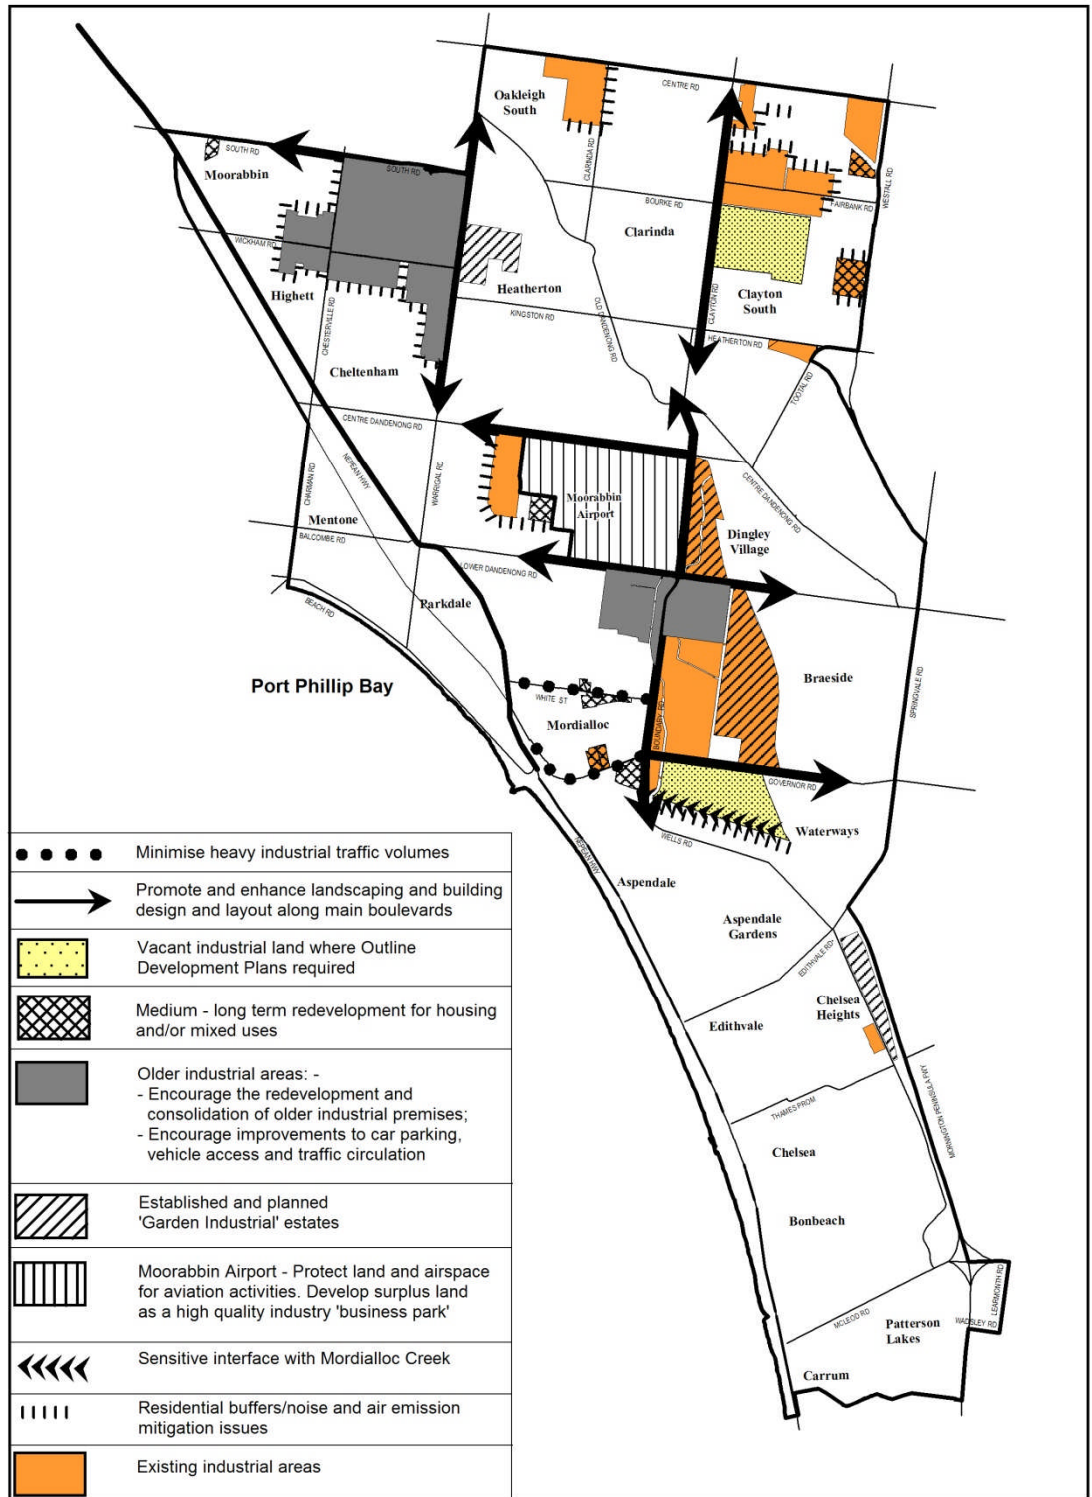 CENTRE RD
Oakleigh
South
CLARINDA RD
SOUTH RD
Moorabbin
SOUTH RD
WESTALL RD
BOURKE RD
FAIRBANK RD
Clarinda
WICKHAM RD
Highett
Heatherton
KINGSTON RD
OLD DANDENONG RD
CLAYTON RD
Clayton
South
HEATHERTON RD
CHESTERVILLE RD
Cheltenham
TOOTAL RD
CENTRE DANDENONG RD
NEPEAN HWY
WARRIGAL RD
CHARMAN RD
CENTRE DANDENONG RD
Moorabbin
Airport
Mentone
BALCOMBE RD
Dingley
Village
LOWER DANDENONG RD
BEACH RD
Parkdale
Port Phillip Bay
Braeside
SPRINGVALE RD
WHITE ST
Mordialloc
BOUNDARY RD
GOVERNOR RD
Waterways
WELLS RD
NEPEAN HWY
Aspendale
Aspendale
Gardens
EDITHVALE RD
Chelsea
Heights
Edithvale
MORNINGTON PENINSULA FWY
THAMES PROM
Chelsea
Bonbeach
LEARMONTH RD
MCLEOD RD
WADSLEY RD
Patterson
Lakes
Carrum
Minimise heavy industrial traffic volumes
Promote and enhance landscaping and building
design and layout along main boulevards
Vacant industrial land where Outline
Development Plans required
Medium - long term redevelopment for housing
and/or mixed uses
Older industrial areas: -
- Encourage the redevelopment and
consolidation of older industrial premises;
- Encourage improvements to car parking,
vehicle access and traffic circulation
Established and planned
'Garden Industrial' estates
Moorabbin Airport - Protect land and airspace
for aviation activities. Develop surplus land
as a high quality industry 'business park'
Sensitive interface with Mordialloc Creek
Residential buffers/noise and air emission
mitigation issues
Existing industrial areas